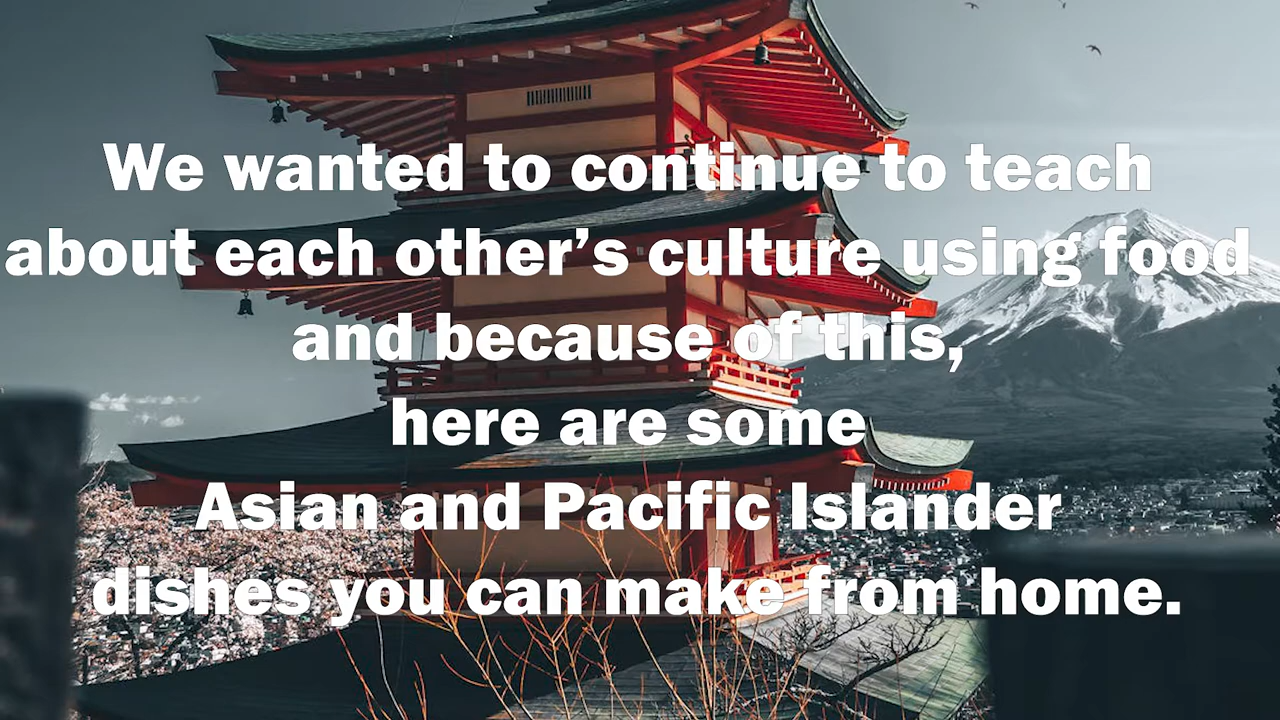 We wanted to continue to teach
about each other’s culture using food
and because of this,
here are some
Asian and Pacific Islander
dishes you can make from home.